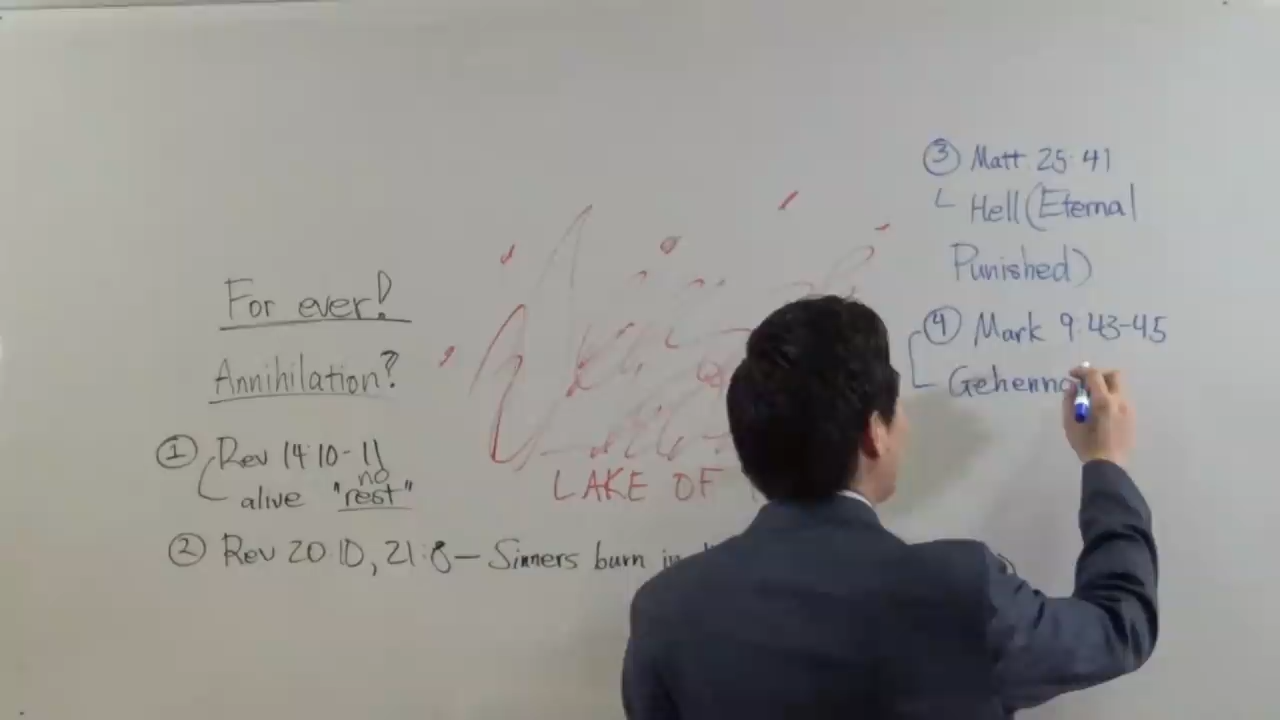 For ever!
Annihilation?
① Rev 14:10-11
no
alive "rest"
② Rev 20:10, 21:8 — Sinners burn in
LAKE OF
③ Matt 25:41
Hell (Eternal
Punished)
④ Mark 9:43-45
Gehenna